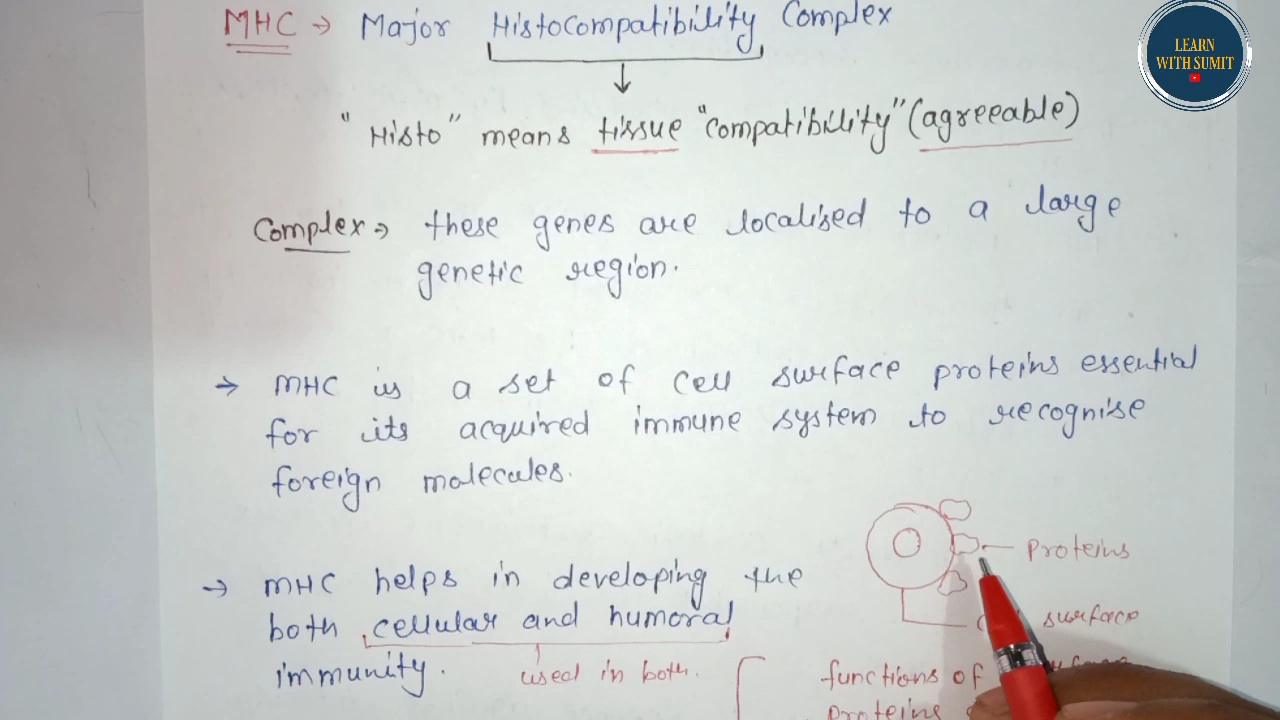 MHC → Major Histocompatibility Complex
LEARN
WITH SUMIT
"Histo" means tissue "compatibility" (agreeable)
Complex → these genes are localised to a large
genetic region.
→ MHC is a set of cell surface proteins essential
for its acquired immune system to recognise
foreign molecules.
Proteins
→ MHC helps in developing the
both cellular and humoral
surface
immunity.
used in both.
functions of
proteins